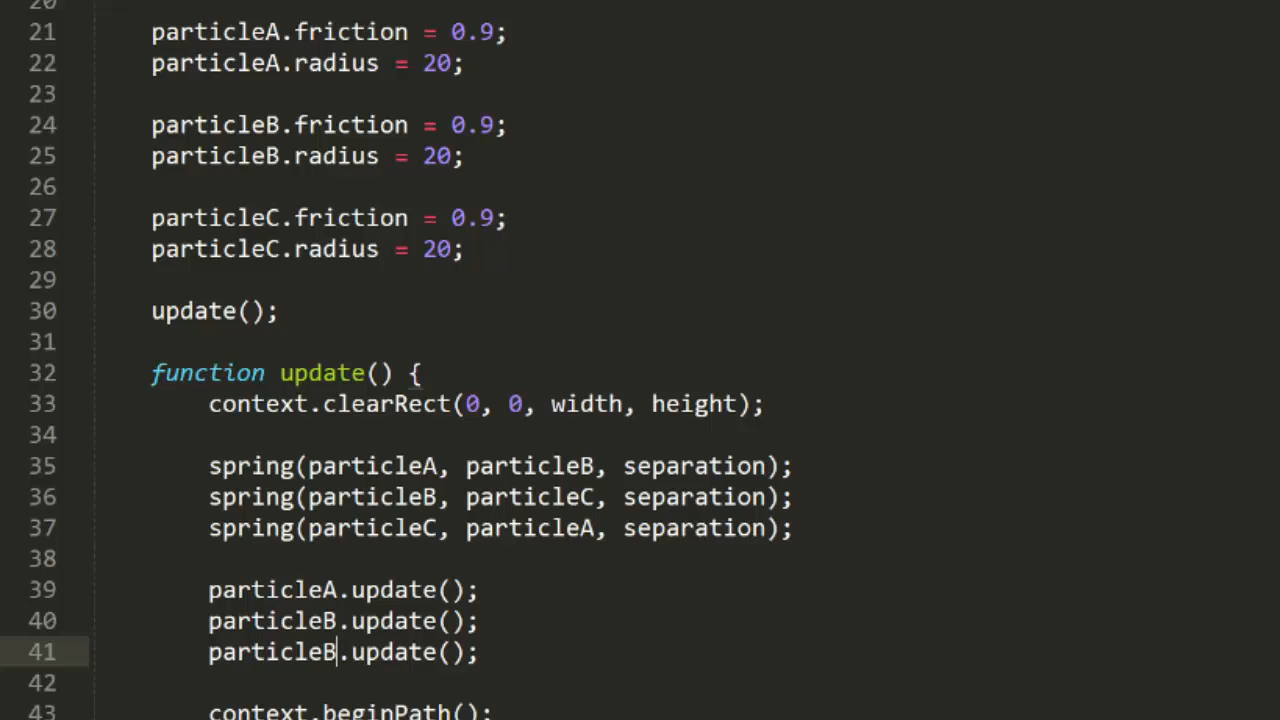 20
21 particleA.friction = 0.9;
22 particleA.radius = 20;
23
24 particleB.friction = 0.9;
25 particleB.radius = 20;
26
27 particleC.friction = 0.9;
28 particleC.radius = 20;
29
30 update();
31
32 function update() {
33 context.clearRect(0, 0, width, height);
34
35 spring(particleA, particleB, separation);
36 spring(particleB, particleC, separation);
37 spring(particleC, particleA, separation);
38
39 particleA.update();
40 particleB.update();
41 particleB.update();
42
43 context.beginPath();